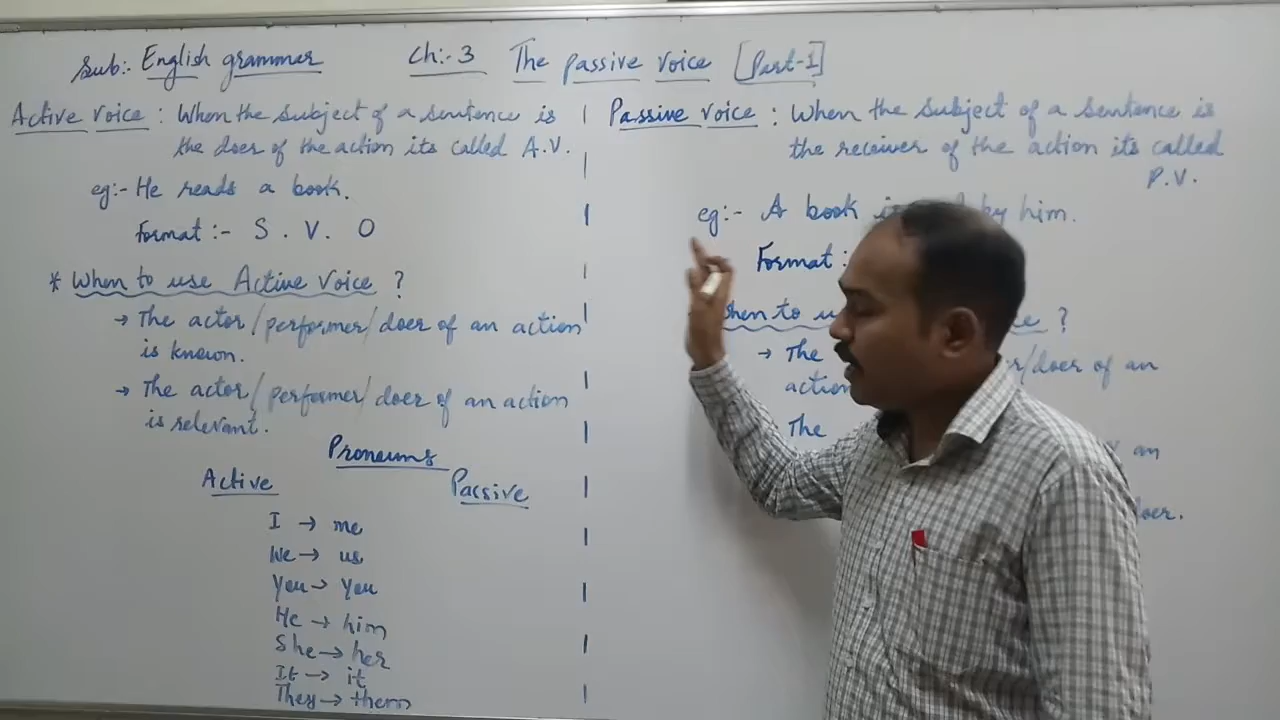 Sub:- English grammar Ch:-3 The passive voice [Part-1]
Active voice : When the subject of a sentence is
the doer of the action its called A.V.
eg:- He reads a book.
Format :- S . V. O
* When to use Active Voice ?
→ The actor/performer/doer of an action
is known.
→ The actor/performer/doer of an action
is relevant.
Pronouns
Active Passive
I → me
We → us
You → you
He → him
She → her
It → it
They → them
Passive voice : When the subject of a sentence is
the receiver of the action its called
P.V.
eg:- A book by him.
Format :
to ?
→ The /doer of an
action
The an
doer.